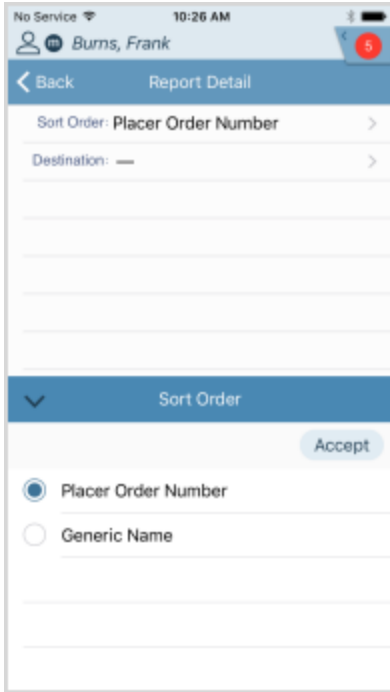 No Service 10:26 AM
m Burns, Frank 5
Back Report Detail
Sort Order: Placer Order Number
Destination: —
Sort Order
Accept
Placer Order Number
Generic Name